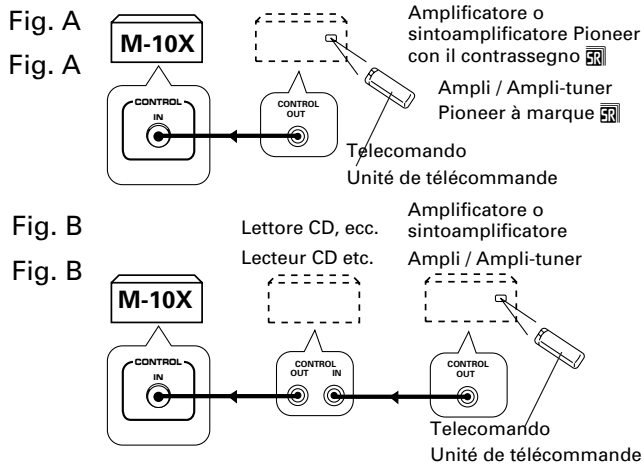 Fig. A
Fig. A
M-10X
CONTROL
IN
CONTROL
OUT
Amplificatore o
sintoamplificatore Pioneer
con il contrassegno SR
Ampli / Ampli-tuner
Pioneer à marque SR
Telecomando
Unité de télécommande
Fig. B
Fig. B
M-10X
CONTROL
IN
Lettore CD, ecc.
Lecteur CD etc.
CONTROL
OUT IN
Amplificatore o
sintoamplificatore
Ampli / Ampli-tuner
CONTROL
OUT
Telecomando
Unité de télécommande